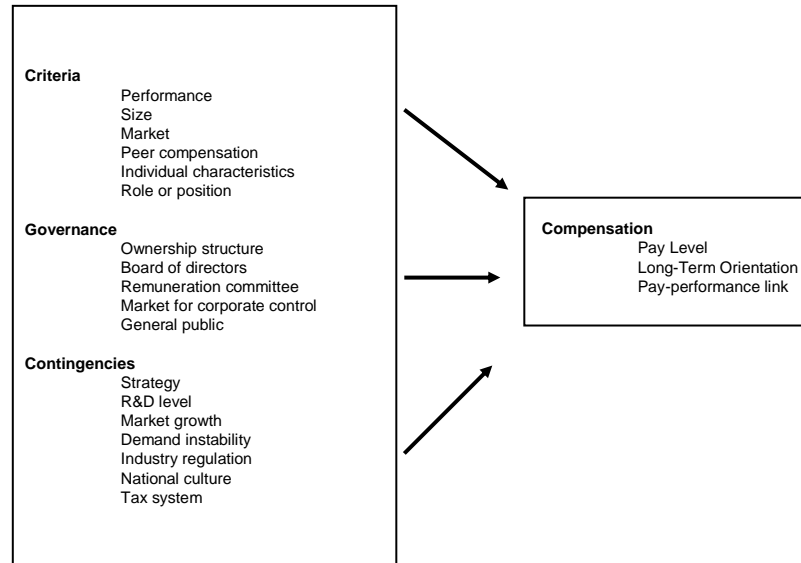 Criteria
Performance
Size
Market
Peer compensation
Individual characteristics
Role or position
Governance
Ownership structure
Board of directors
Remuneration committee
Market for corporate control
General public
Contingencies
Strategy
R&D level
Market growth
Demand instability
Industry regulation
National culture
Tax system
Compensation
Pay Level
Long-Term Orientation
Pay-performance link